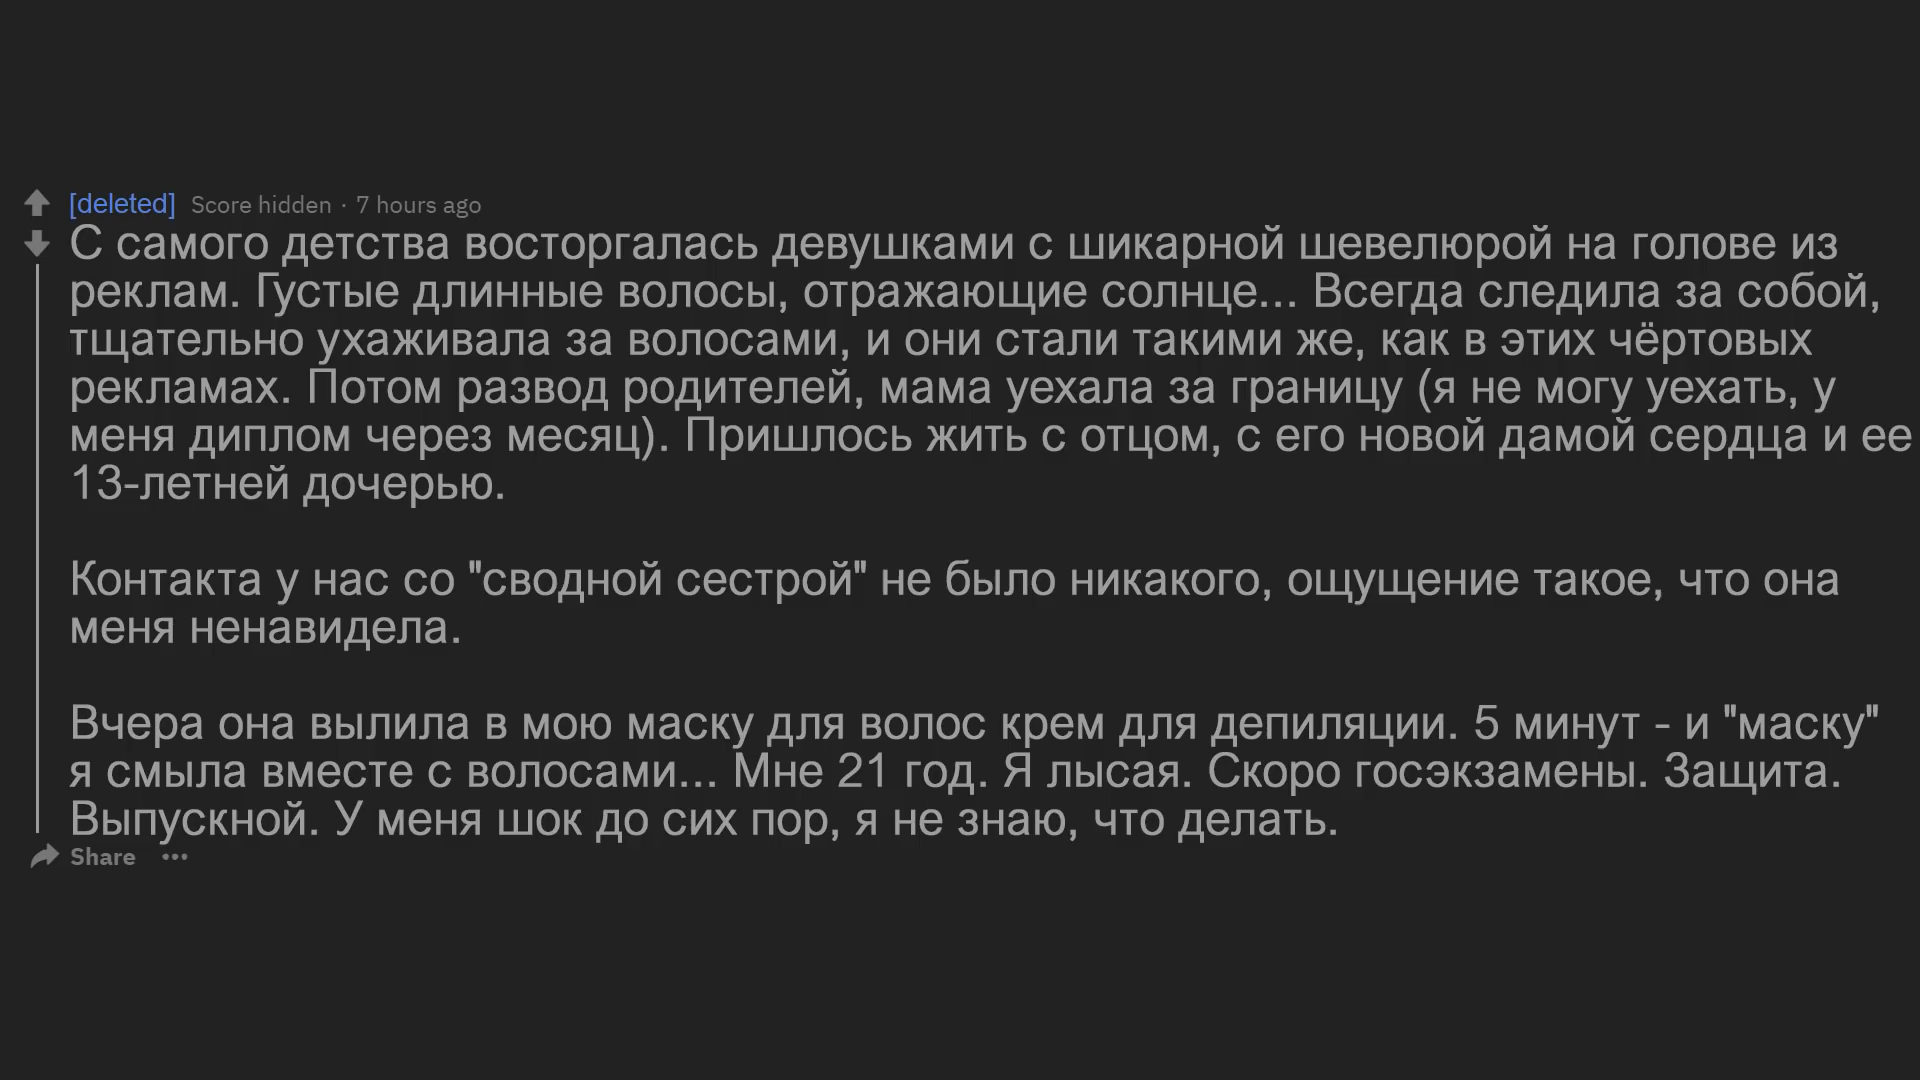 [deleted] Score hidden · 7 hours ago
С самого детства восторгалась девушками с шикарной шевелюрой на голове из
реклам. Густые длинные волосы, отражающие солнце... Всегда следила за собой,
тщательно ухаживала за волосами, и они стали такими же, как в этих чёртовых
рекламах. Потом развод родителей, мама уехала за границу (я не могу уехать, у
меня диплом через месяц). Пришлось жить с отцом, с его новой дамой сердца и ее
13-летней дочерью.
Контакта у нас со "сводной сестрой" не было никакого, ощущение такое, что она
меня ненавидела.
Вчера она вылила в мою маску для волос крем для депиляции. 5 минут - и "маску"
я смыла вместе с волосами... Мне 21 год. Я лысая. Скоро госэкзамены. Защита.
Выпускной. У меня шок до сих пор, я не знаю, что делать.
Share ···